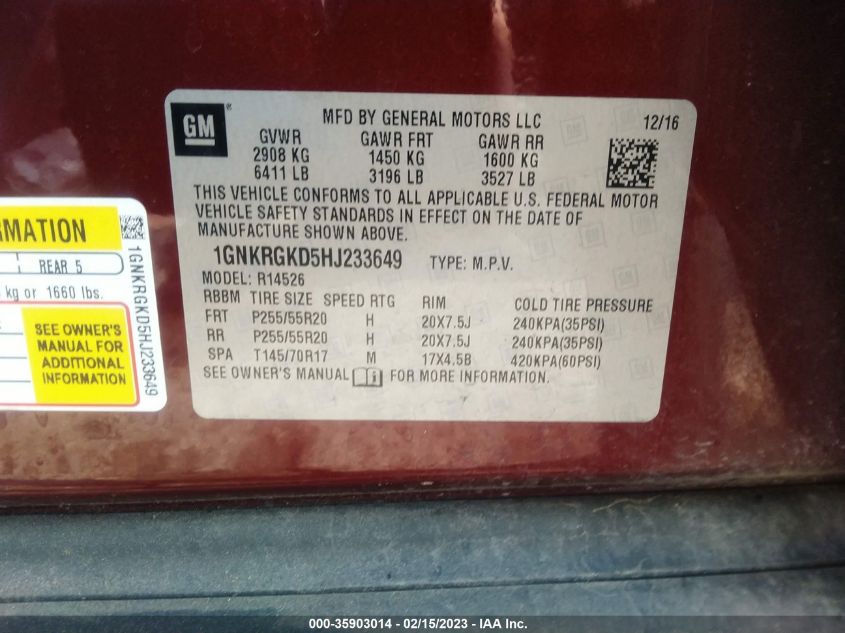 GM
®
MFD BY GENERAL MOTORS LLC 12/16
GVWR GAWR FRT GAWR RR
2908 KG 1450 KG 1600 KG
6411 LB 3196 LB 3527 LB
THIS VEHICLE CONFORMS TO ALL APPLICABLE U.S. FEDERAL MOTOR
VEHICLE SAFETY STANDARDS IN EFFECT ON THE DATE OF
MANUFACTURE SHOWN ABOVE.
1GNKRGKD5HJ233649 TYPE: M.P.V.
MODEL: R14526
RBBM TIRE SIZE SPEED RTG RIM COLD TIRE PRESSURE
FRT P255/55R20 H 20X7.5J 240KPA(35PSI)
RR P255/55R20 H 20X7.5J 240KPA(35PSI)
SPA T145/70R17 M 17X4.5B 420KPA(60PSI)
SEE OWNER'S MANUAL FOR MORE INFORMATION.
RMATION
REAR 5
kg or 1660 lbs.
SEE OWNER'S
MANUAL FOR
ADDITIONAL
INFORMATION
1GNKRGKD5HJ233649
000-35903014 - 02/15/2023 - IAA Inc.